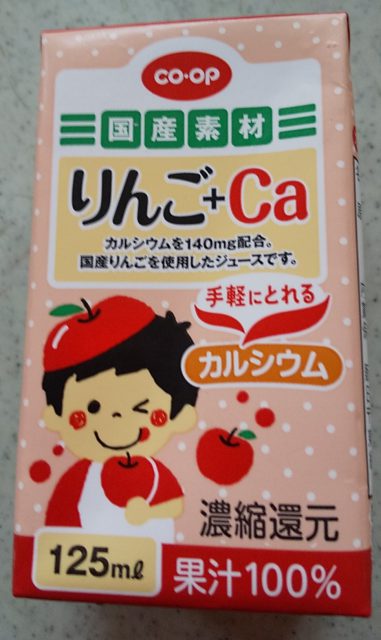 CO·OP
国産素材
りんご+Ca
カルシウムを140mg配合。
国産りんごを使用したジュースです。
手軽にとれる
カルシウム
濃縮還元
125ml
果汁100%